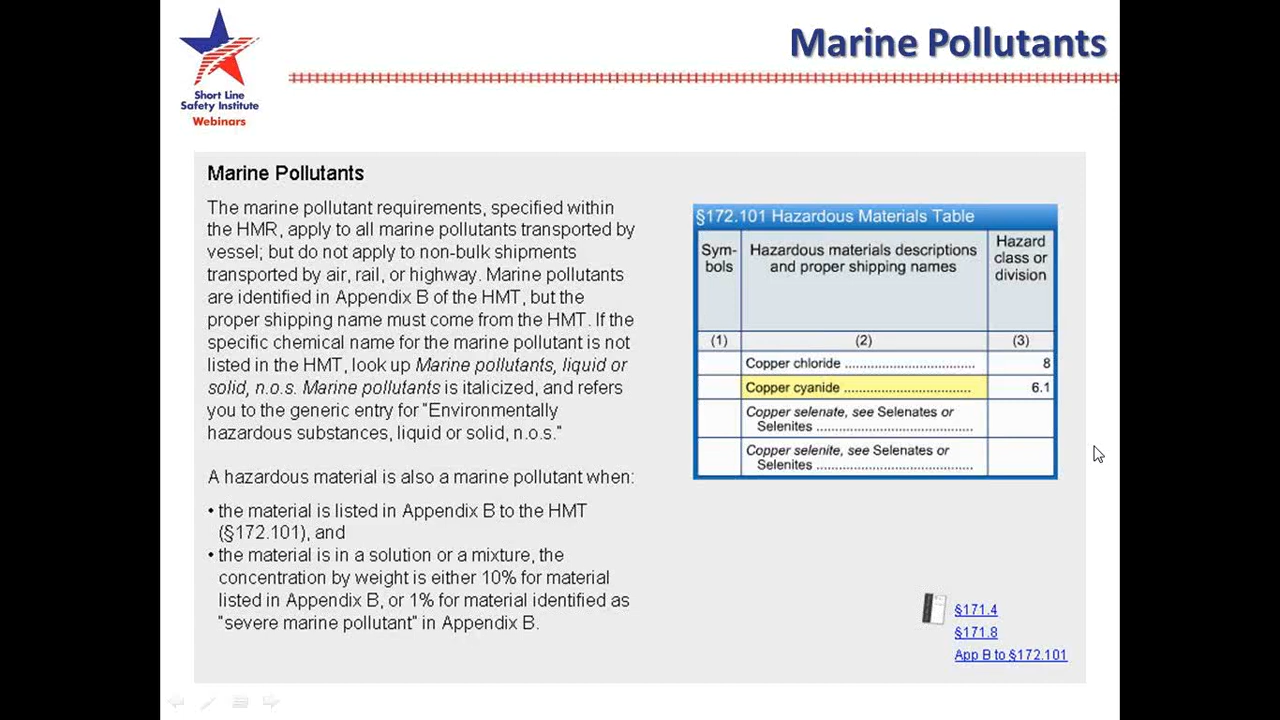 Marine Pollutants
Short Line
Safety Institute
Webinars
Marine Pollutants
The marine pollutant requirements, specified within
the HMR, apply to all marine pollutants transported by
vessel; but do not apply to non-bulk shipments
transported by air, rail, or highway. Marine pollutants
are identified in Appendix B of the HMT, but the
proper shipping name must come from the HMT. If the
specific chemical name for the marine pollutant is not
listed in the HMT, look up Marine pollutants, liquid or
solid, n.o.s. Marine pollutants is italicized, and refers
you to the generic entry for "Environmentally
hazardous substances, liquid or solid, n.o.s."
A hazardous material is also a marine pollutant when:
• the material is listed in Appendix B to the HMT
(§172.101), and
• the material is in a solution or a mixture, the
concentration by weight is either 10% for material
listed in Appendix B, or 1% for material identified as
"severe marine pollutant" in Appendix B.
§172.101 Hazardous Materials Table
Sym-
bols
Hazardous materials descriptions
and proper shipping names
Hazard
class or
division
(1) (2) (3)
Copper chloride .................................. 8
Copper cyanide .................................. 6.1
Copper selenate, see Selenates or
Selenites .........................................
Copper selenite, see Selenates or
Selenites .........................................
§171.4
§171.8
App B to §172.101